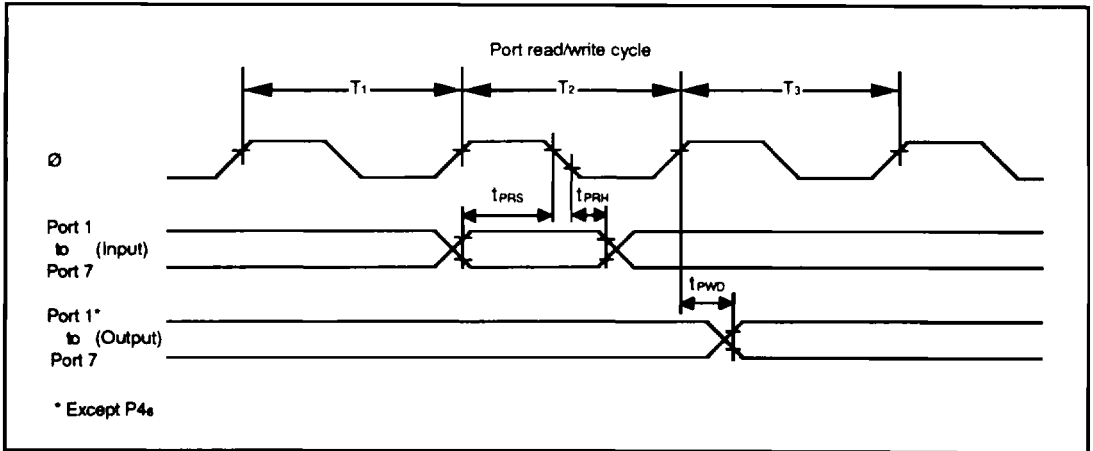 Port read/write cycle
T₁ T₂ T₃
Ø
tPRS tPRH
Port 1
to (Input)
Port 7
tPWD
Port 1*
to (Output)
Port 7
* Except P4₆